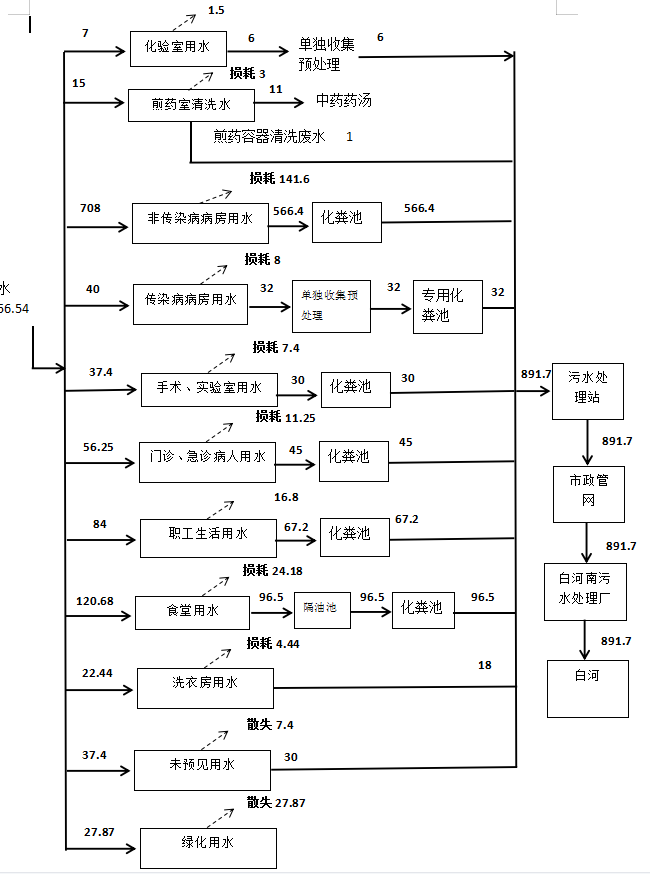 1.5
7
化验室用水
6
单独收集
预处理
6
损耗 3
15
煎药室清洗水
11
中药药汤
煎药容器清洗废水 1
损耗 141.6
708
非传染病病房用水
566.4
化粪池
566.4
损耗 8
水
56.54
40
传染病病房用水
32
单独收集预
处理
32
专用化
粪池
32
损耗 7.4
37.4
手术、实验室用水
30
化粪池
30
891.7
污水处
理站
损耗 11.25
56.25
门诊、急诊病人用水
45
化粪池
45
891.7
市政管
网
16.8
84
职工生活用水
67.2
化粪池
67.2
891.7
损耗 24.18
120.68
食堂用水
96.5
隔油池
96.5
化粪池
96.5
白河南污
水处理厂
损耗 4.44
891.7
22.44
洗衣房用水
18
白河
散失 7.4
37.4
未预见用水
30
散失 27.87
27.87
绿化用水